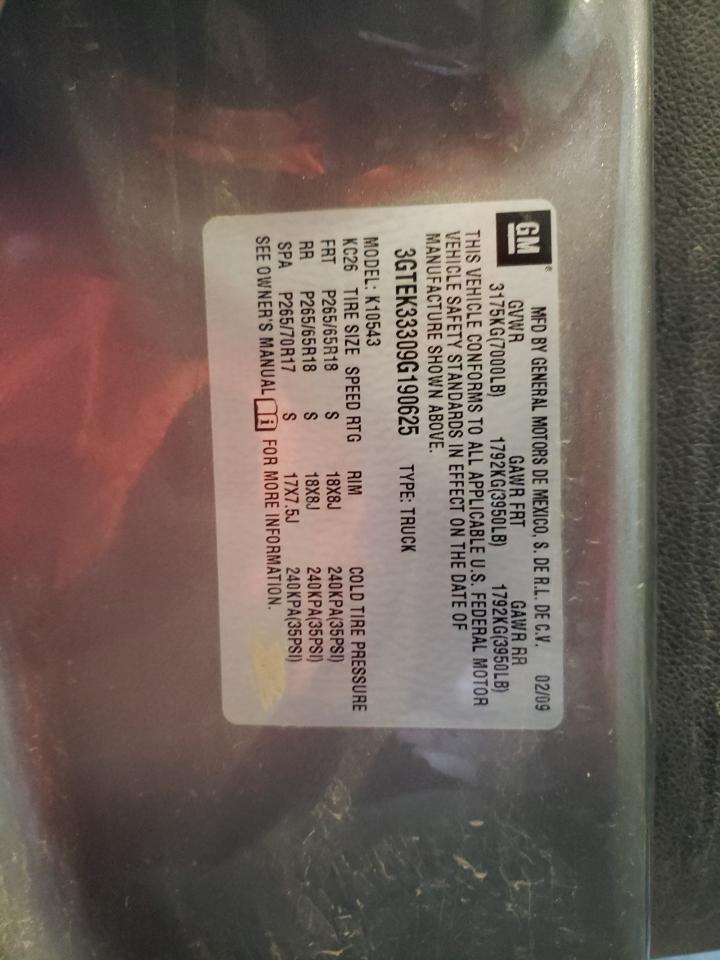 GM®
MFD BY GENERAL MOTORS DE MEXICO, S. DE R.L. DE C.V. 02/09
GVWR GAWR FRT GAWR RR
3175KG(7000LB) 1792KG(3950LB) 1792KG(3950LB)
THIS VEHICLE CONFORMS TO ALL APPLICABLE U.S. FEDERAL MOTOR
VEHICLE SAFETY STANDARDS IN EFFECT ON THE DATE OF
MANUFACTURE SHOWN ABOVE.
3GTEK33309G190625 TYPE: TRUCK
MODEL: K10543
KC26 TIRE SIZE SPEED RTG RIM COLD TIRE PRESSURE
FRT P265/65R18 S 18X8J 240KPA(35PSI)
RR P265/65R18 S 18X8J 240KPA(35PSI)
SPA P265/70R17 S 17X7.5J 240KPA(35PSI)
SEE OWNER'S MANUAL i FOR MORE INFORMATION.